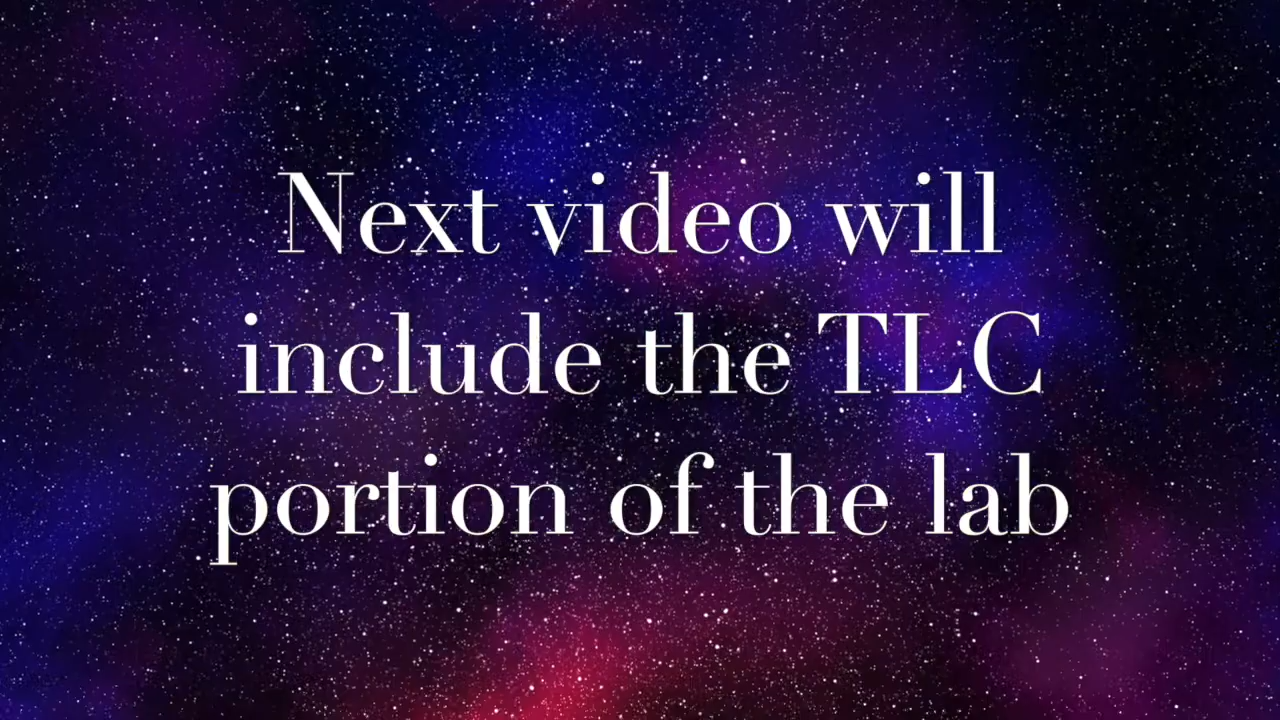 Next video will
include the TLC
portion of the lab